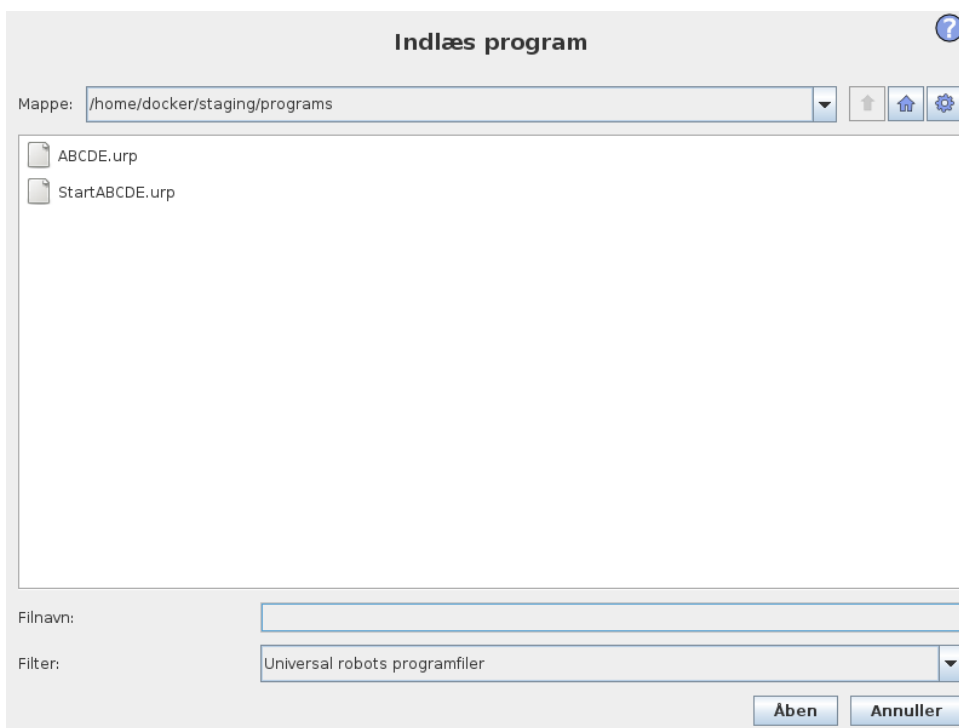 Indlæs program
?
Mappe: /home/docker/staging/programs
ABCDE.urp
StartABCDE.urp
Filnavn:
Filter: Universal robots programfiler
Åben Annuller